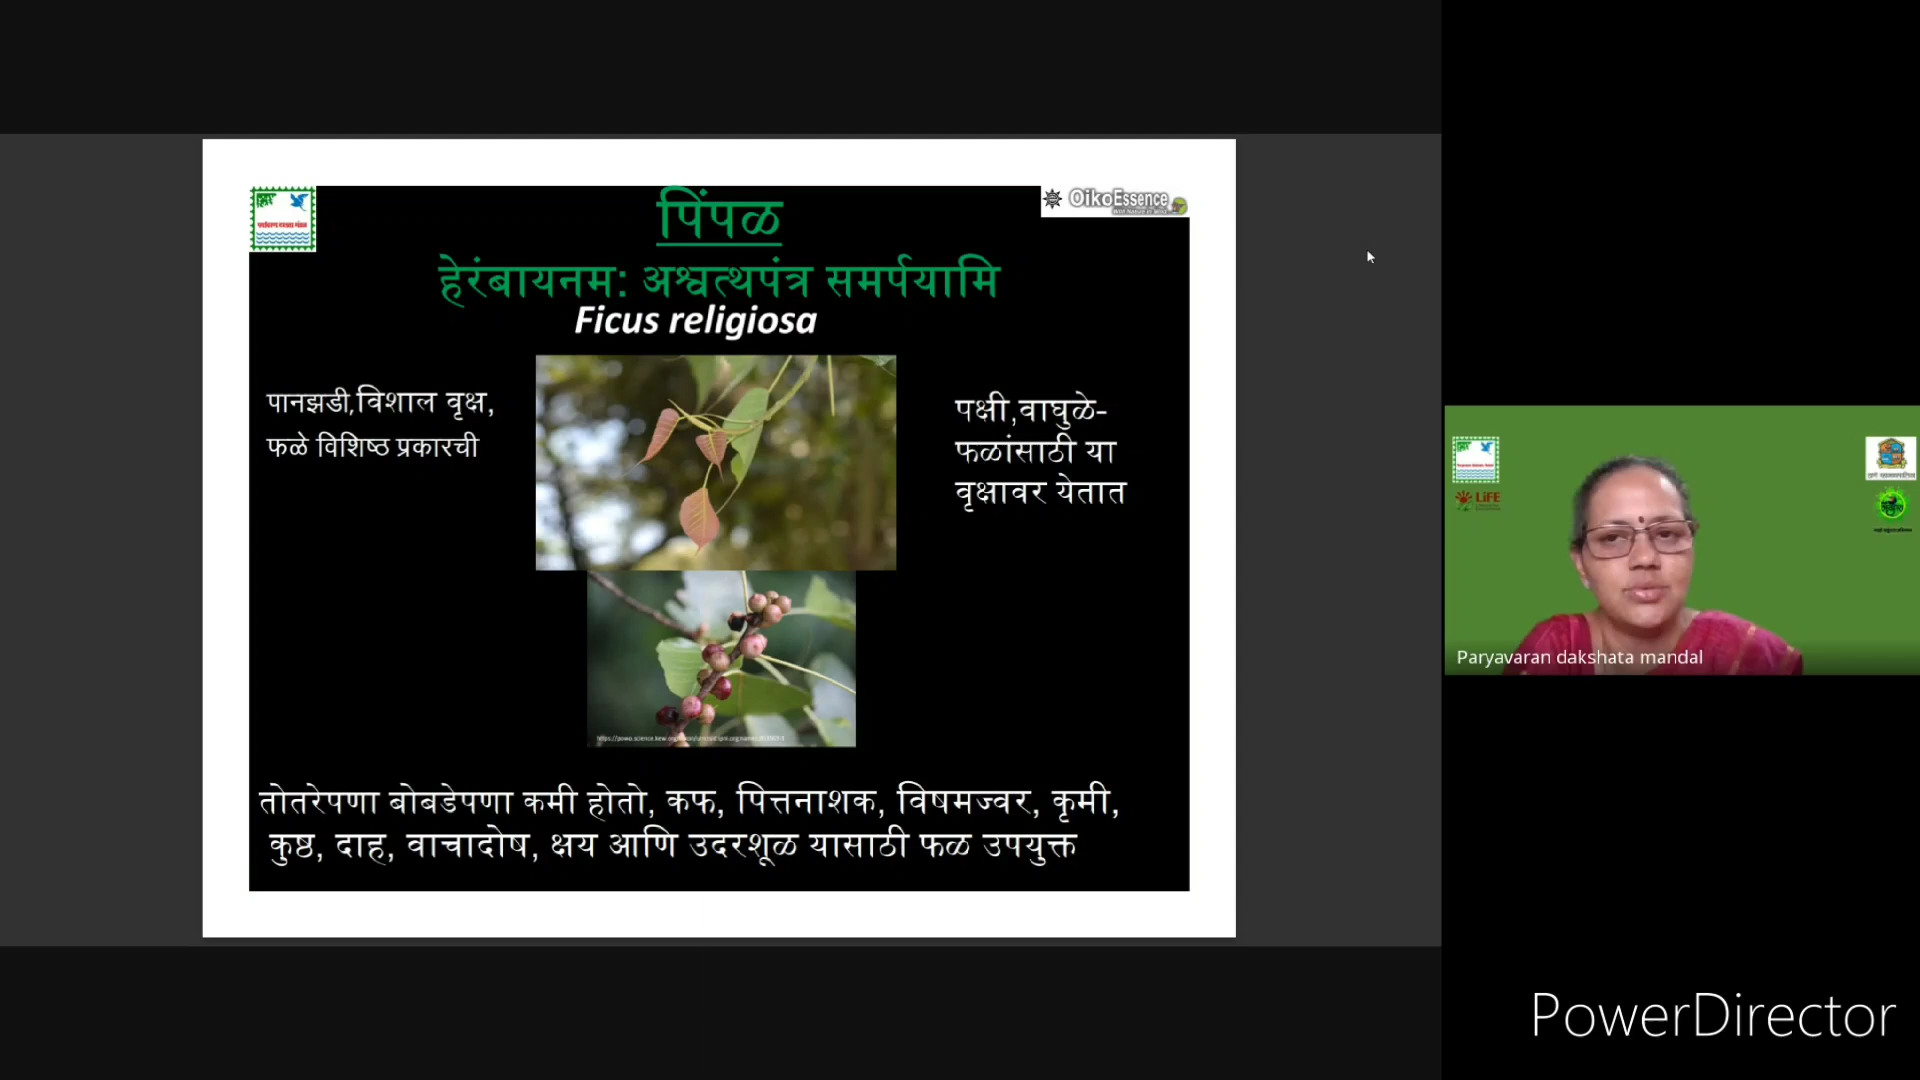 पिंपळ
OikoEssence
हेरंबायनम: अश्वत्थपंत्र समर्पयामि
Ficus religiosa
पानझडी,विशाल वृक्ष,
फळे विशिष्ठ प्रकारची
पक्षी,वाघुळे-
फळांसाठी या
वृक्षावर येतात
तोतरेपणा बोबडेपणा कमी होतो, कफ, पित्तनाशक, विषमज्वर, कृमी,
कुष्ठ, दाह, वाचादोष, क्षय आणि उदरशूळ यासाठी फळ उपयुक्त
LiFE
Paryavaran dakshata mandal
PowerDirector